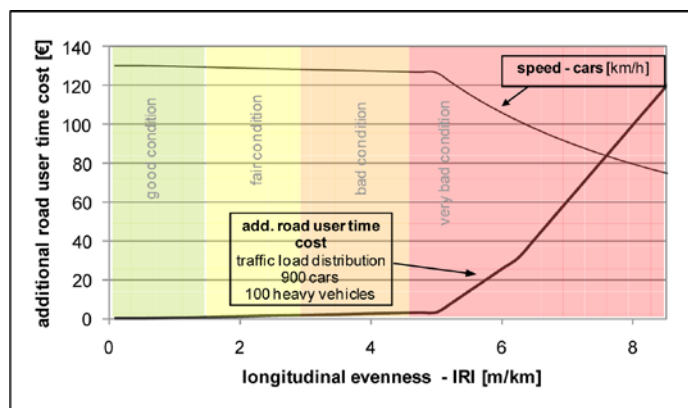 additional road user time cost [€]
140
120
100
80
60
40
20
0
good condition
fair condition
bad condition
very bad condition
speed - cars [km/h]
add. road user time
cost
traffic load distribution
900 cars
100 heavy vehicles
0
2
4
6
8
longitudinal evenness - IRI [m/km]